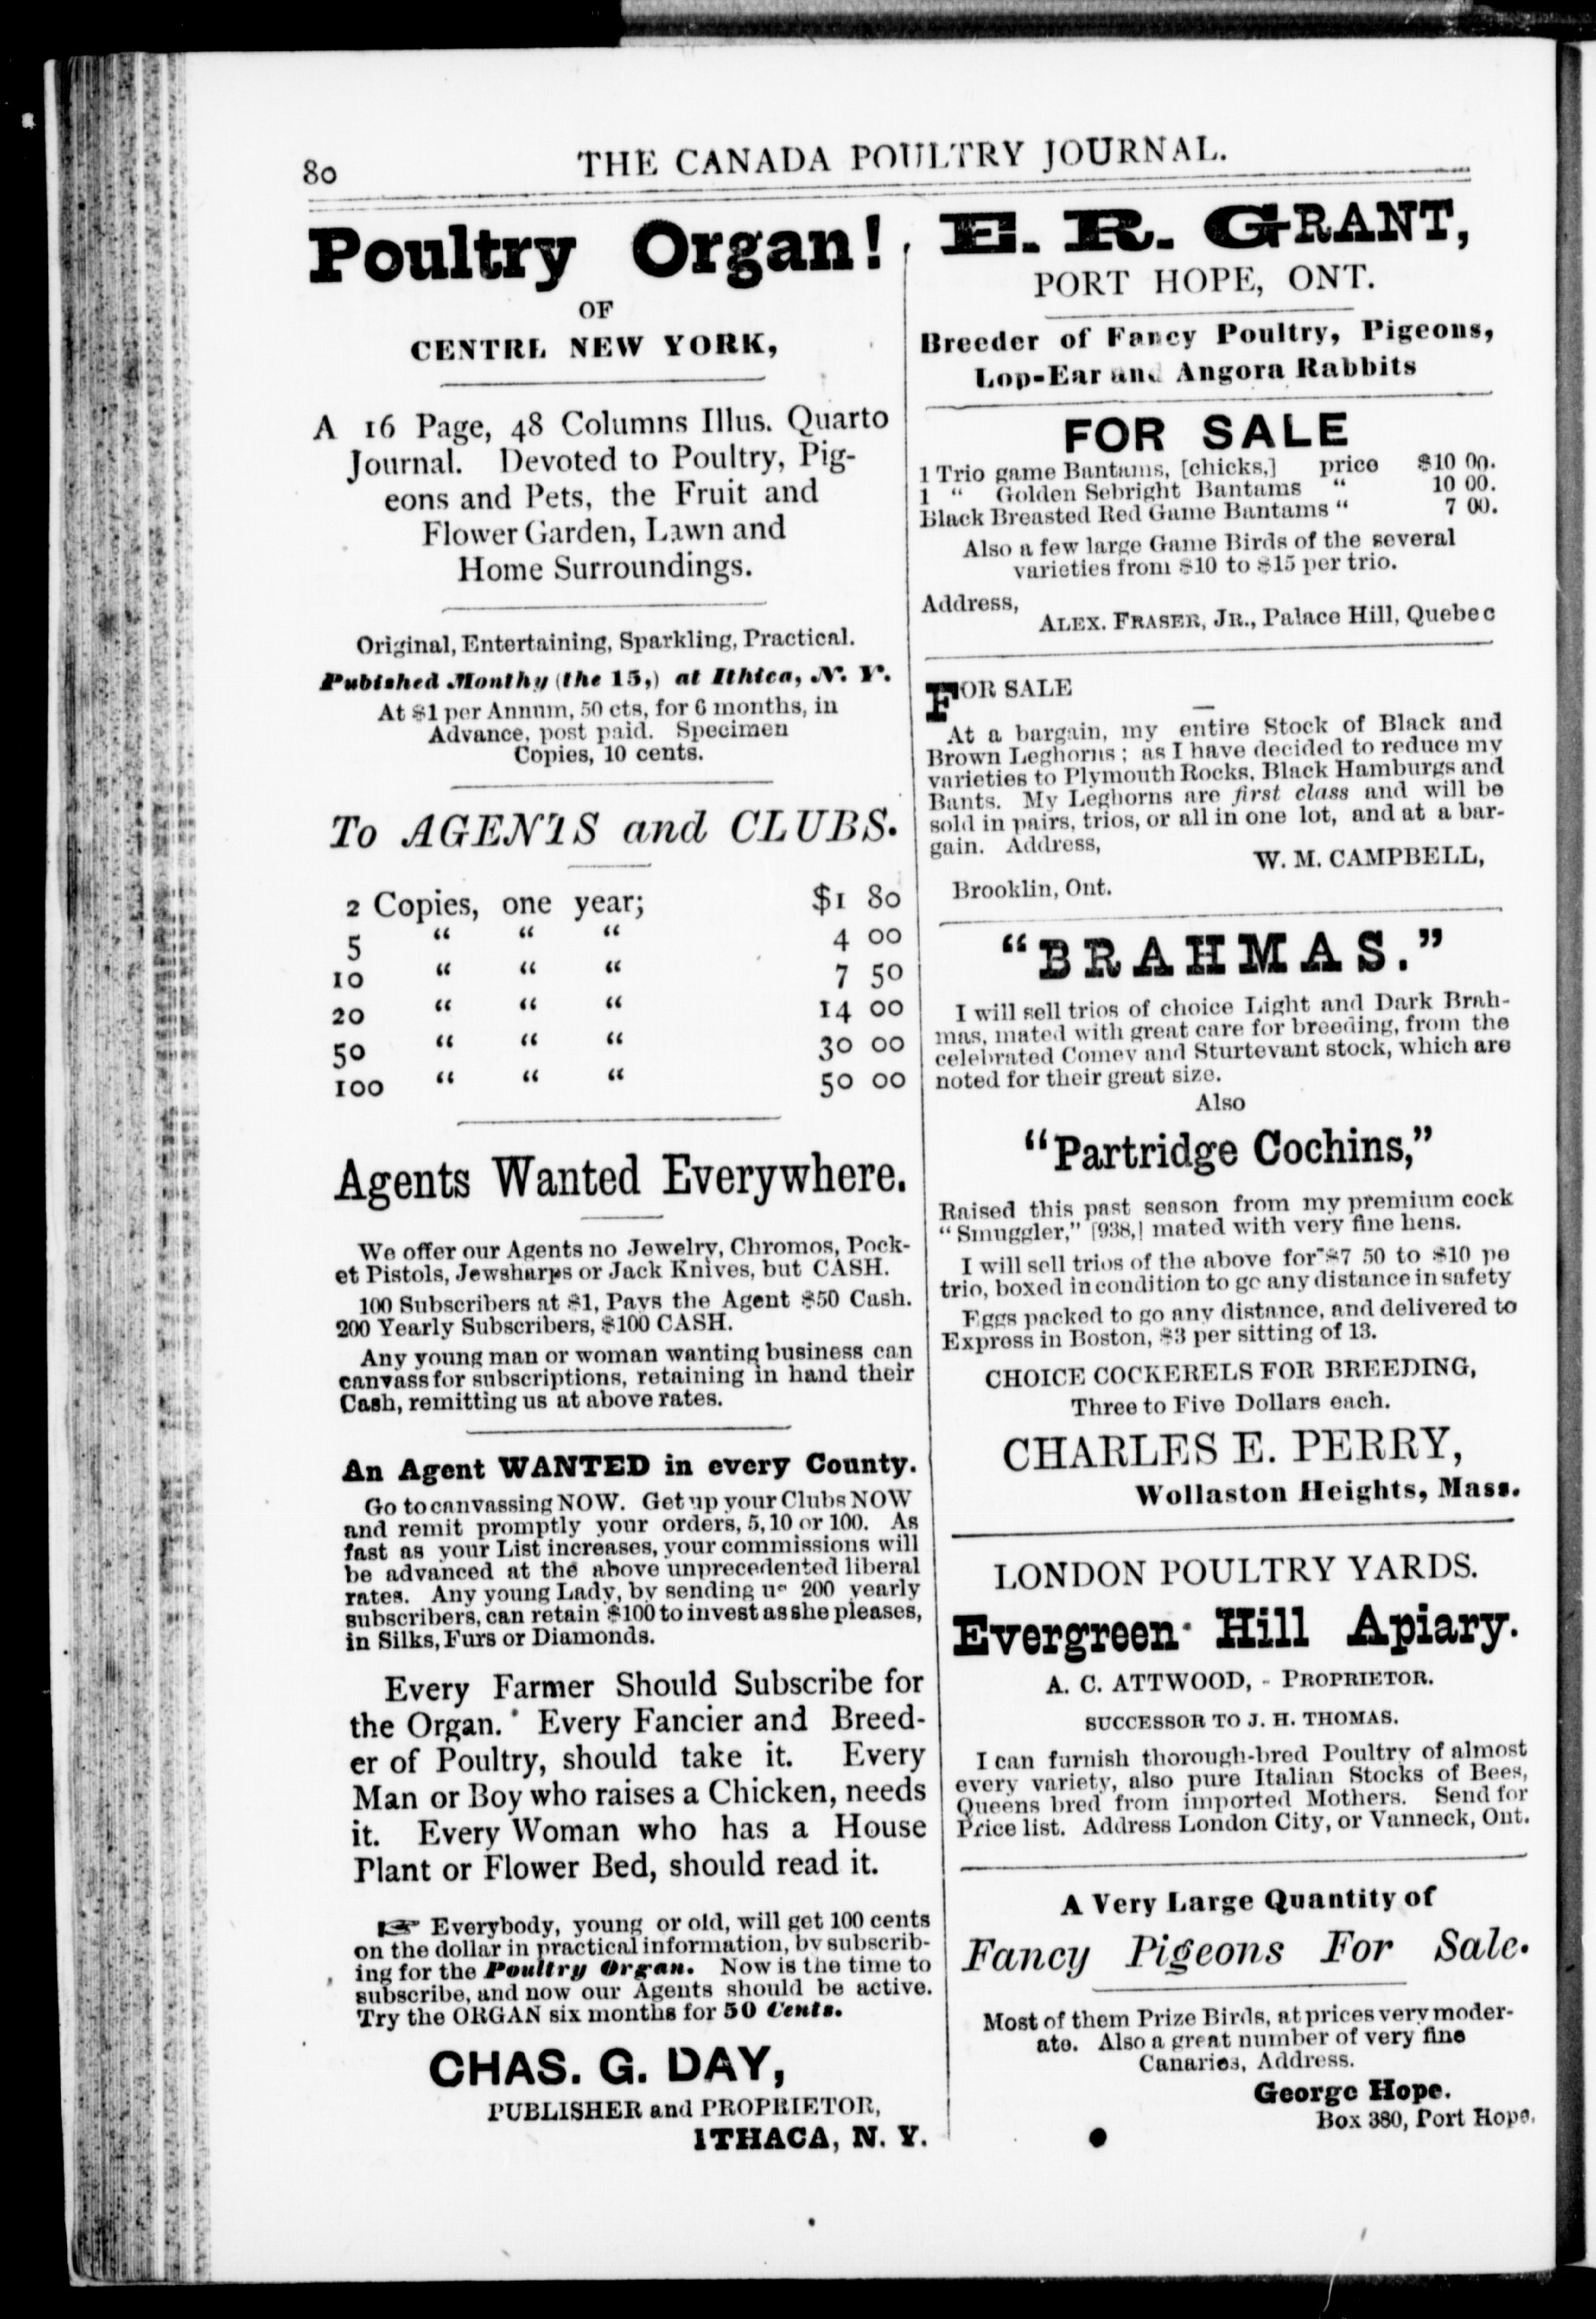 80
THE CANADA POULTRY JOURNAL.
Poultry Organ!
OF
CENTRL NEW YORK,
A 16 Page, 48 Columns Illus. Quarto
Journal. Devoted to Poultry, Pig-
eons and Pets, the Fruit and
Flower Garden, Lawn and
Home Surroundings.
Original, Entertaining, Sparkling, Practical.
Pubished Monthy (the 15,) at Ithica, N. Y.
At $1 per Annum, 50 cts, for 6 months, in
Advance, post paid. Specimen
Copies, 10 cents.
To AGENTS and CLUBS.
2 Copies, one year; $1 80
5 " " " 4 00
10 " " " 7 50
20 " " " 14 00
50 " " " 30 00
100 " " " 50 00
Agents Wanted Everywhere.
We offer our Agents no Jewelry, Chromos, Pock-
et Pistols, Jewsharps or Jack Knives, but CASH.
100 Subscribers at $1, Pays the Agent $50 Cash.
200 Yearly Subscribers, $100 CASH.
Any young man or woman wanting business can
canvass for subscriptions, retaining in hand their
Cash, remitting us at above rates.
An Agent WANTED in every County.
Go to canvassing NOW. Get up your Clubs NOW
and remit promptly your orders, 5, 10 or 100. As
fast as your List increases, your commissions will
be advanced at the above unprecedented liberal
rates. Any young Lady, by sending us 200 yearly
subscribers, can retain $100 to invest as she pleases,
in Silks, Furs or Diamonds.
Every Farmer Should Subscribe for
the Organ. Every Fancier and Breed-
er of Poultry, should take it. Every
Man or Boy who raises a Chicken, needs
it. Every Woman who has a House
Plant or Flower Bed, should read it.
☞ Everybody, young or old, will get 100 cents
on the dollar in practical information, by subscrib-
ing for the Poultry Organ. Now is the time to
subscribe, and now our Agents should be active.
Try the ORGAN six months for 50 Cents.
CHAS. G. DAY,
PUBLISHER and PROPRIETOR,
ITHACA, N. Y.
E. R. GRANT,
PORT HOPE, ONT.
Breeder of Fancy Poultry, Pigeons,
Lop-Ear and Angora Rabbits
FOR SALE
1 Trio game Bantams, [chicks,] price $10 00.
1 " Golden Sebright Bantams " 10 00.
Black Breasted Red Game Bantams " 7 00.
Also a few large Game Birds of the several
varieties from $10 to $15 per trio.
Address,
ALEX. FRASER, JR., Palace Hill, Quebec
FOR SALE
At a bargain, my entire Stock of Black and
Brown Leghorns ; as I have decided to reduce my
varieties to Plymouth Rocks, Black Hamburgs and
Bants. My Leghorns are first class and will be
sold in pairs, trios, or all in one lot, and at a bar-
gain. Address,
W. M. CAMPBELL,
Brooklin, Ont.
"BRAHMAS."
I will sell trios of choice Light and Dark Brah-
mas, mated with great care for breeding, from the
celebrated Comey and Sturtevant stock, which are
noted for their great size.
Also
"Partridge Cochins,"
Raised this past season from my premium cock
"Smuggler," [938,] mated with very fine hens.
I will sell trios of the above for $7 50 to $10 pe
trio, boxed in condition to go any distance in safety
Eggs packed to go any distance, and delivered to
Express in Boston, $3 per sitting of 13.
CHOICE COCKERELS FOR BREEDING,
Three to Five Dollars each.
CHARLES E. PERRY,
Wollaston Heights, Mass.
LONDON POULTRY YARDS.
Evergreen Hill Apiary.
A. C. ATTWOOD, - PROPRIETOR.
SUCCESSOR TO J. H. THOMAS.
I can furnish thorough-bred Poultry of almost
every variety, also pure Italian Stocks of Bees,
Queens bred from imported Mothers. Send for
Price list. Address London City, or Vanneck, Ont.
A Very Large Quantity of
Fancy Pigeons For Sale.
Most of them Prize Birds, at prices very moder-
ate. Also a great number of very fine
Canaries, Address.
George Hope.
Box 380, Port Hope,